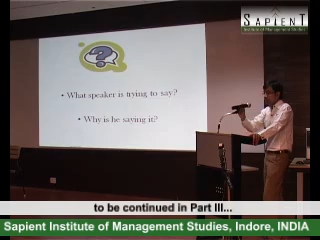 SAPIENT
Institute of Management Studies
• What speaker is trying to say?
• Why is he saying it?
to be continued in Part III...
Sapient Institute of Management Studies, Indore, INDIA